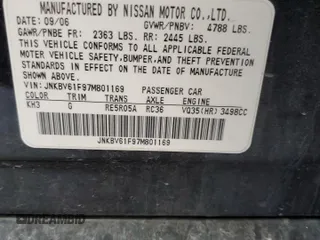 MANUFACTURED BY NISSAN MOTOR CO.,LTD.
DATE: 09/06 GVWR/PNBV: 4788 LBS.
GAWR/PNBE FR: 2363 LBS. RR: 2445 LBS.
THIS VEHICLE CONFORMS TO ALL APPLICABLE FEDERAL
MOTOR VEHICLE SAFETY,BUMPER,AND THEFT PREVENTION
STANDARDS IN EFFECT ON THE DATE OF MANUFACTURE
SHOWN ABOVE.
VIN:JNKBV61F97M801169 PASSENGER CAR
COLOR TRIM TRANS AXLE ENGINE
KH3 G RE5R05A RC36 VQ35(HR)3498CC
JNKBV61F97M801169
AUTOBIDMASTER